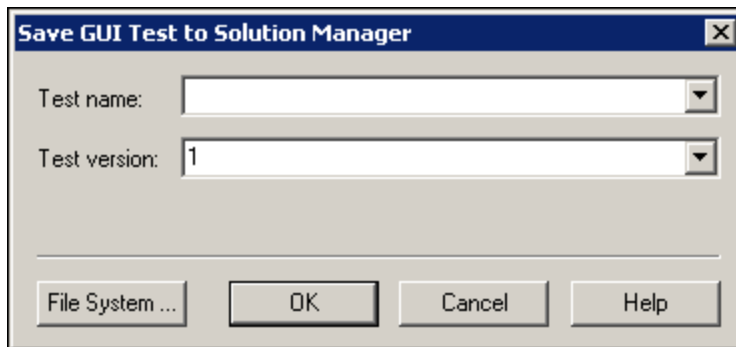 Save GUI Test to Solution Manager
Test name:
Test version: 1
File System ... OK Cancel Help